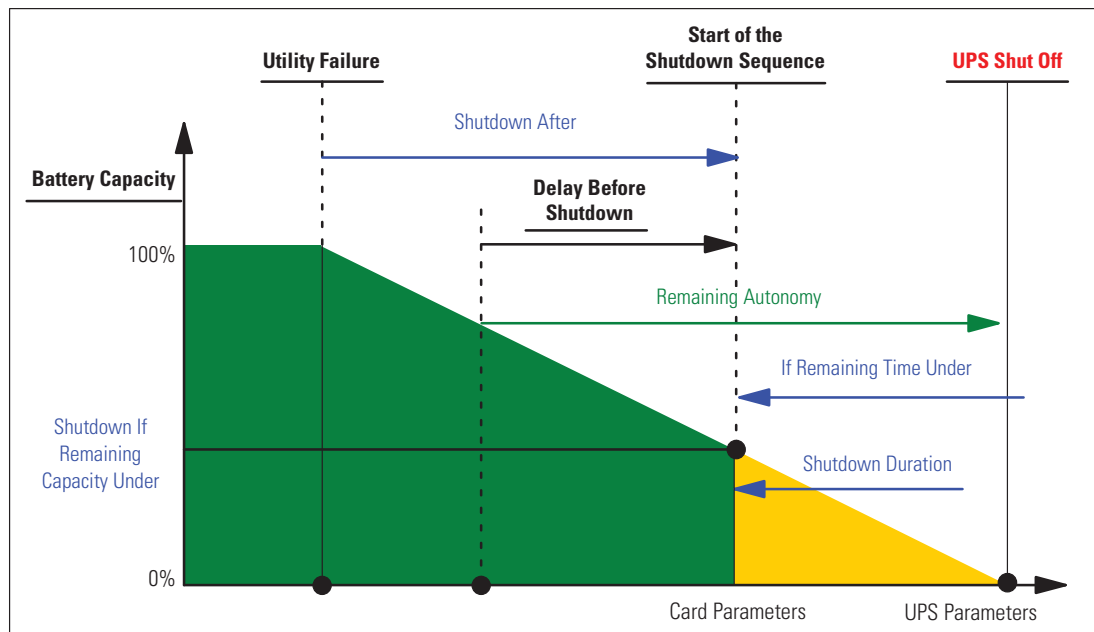 Utility Failure
Start of the
Shutdown Sequence
UPS Shut Off
Shutdown After
Battery Capacity
Delay Before
Shutdown
100%
Remaining Autonomy
If Remaining Time Under
Shutdown If
Remaining
Capacity Under
Shutdown Duration
0%
Card Parameters
UPS Parameters